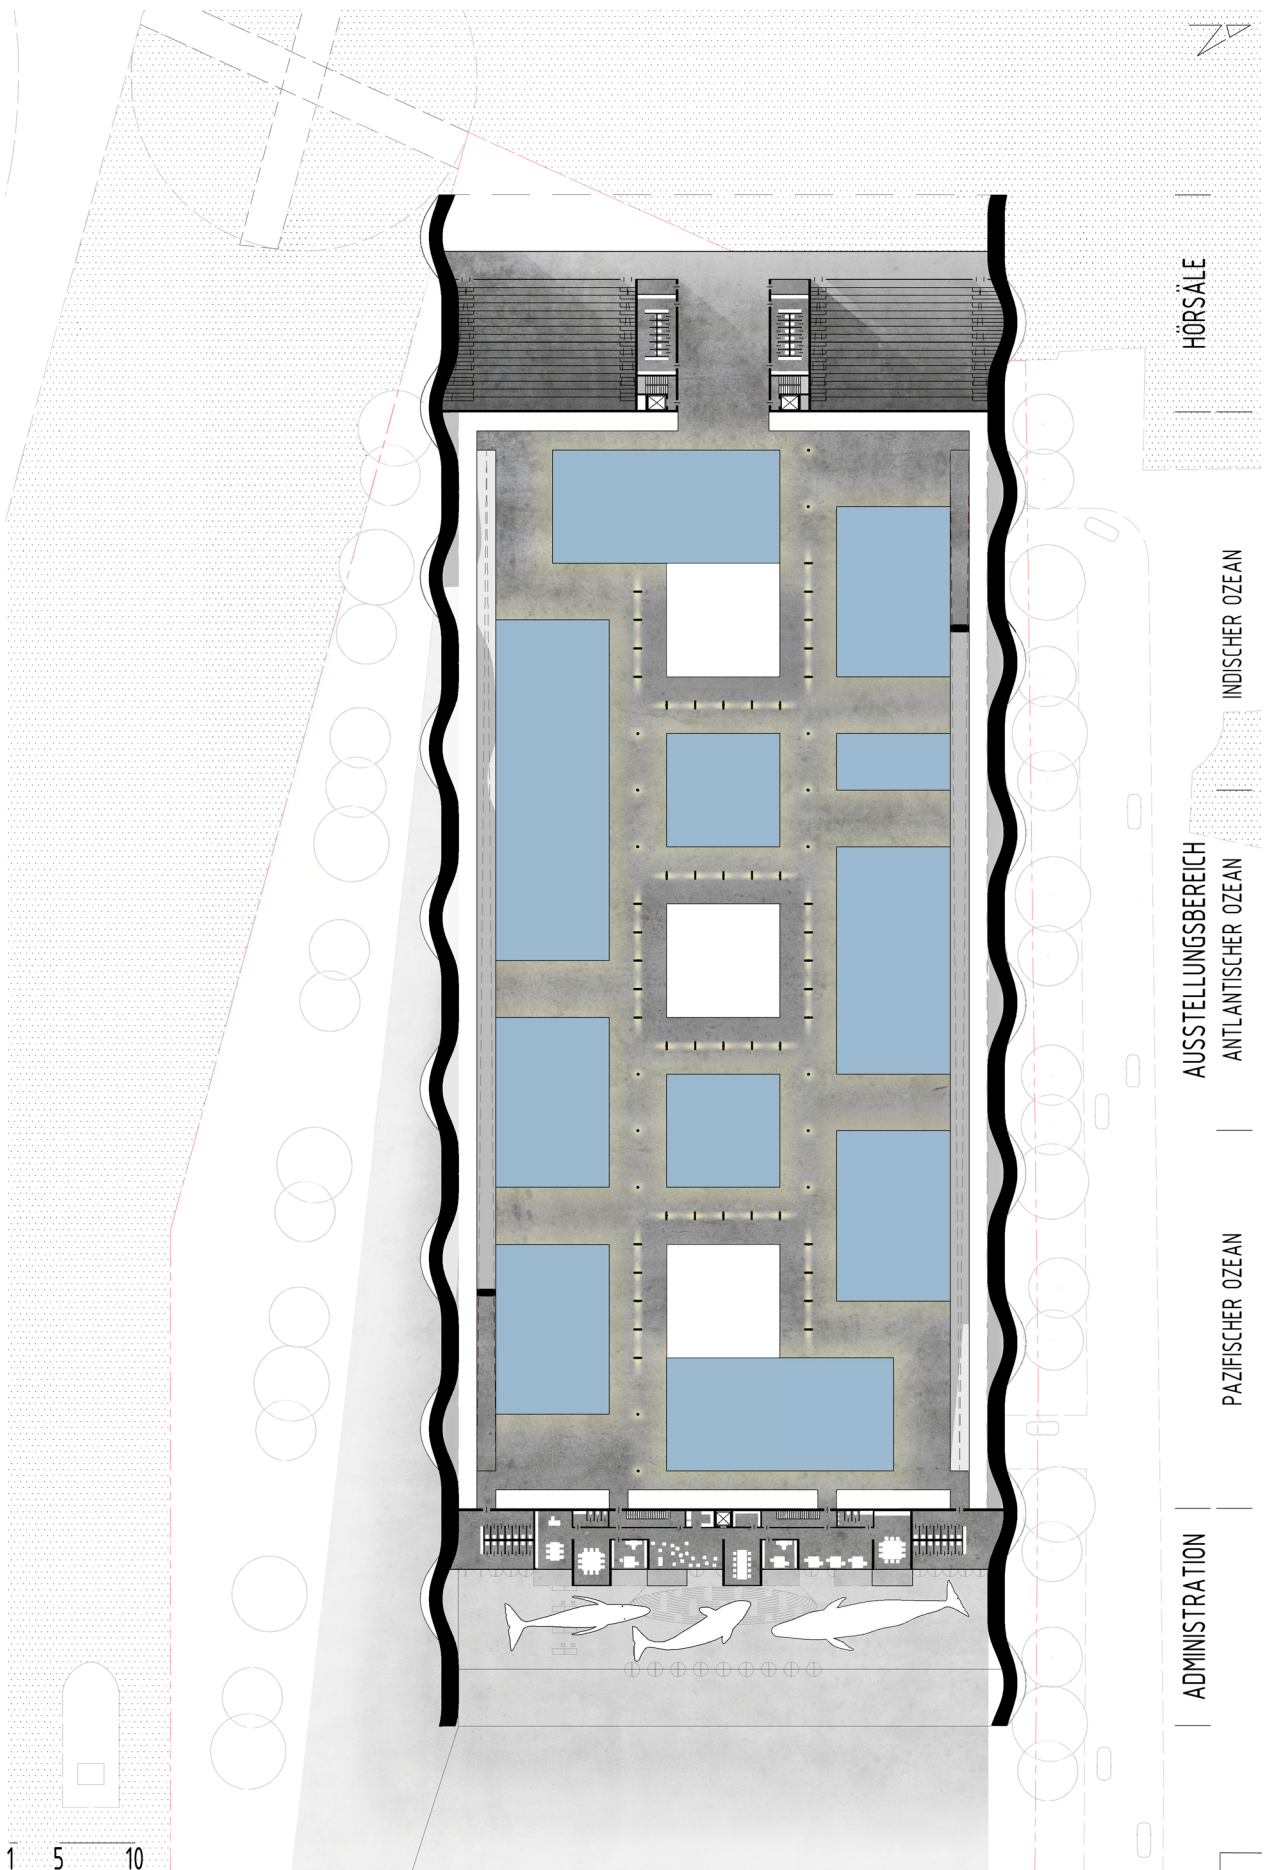 HÖRSÄLE
INDISCHER OZEAN
AUSSTELLUNGSBEREICH
ANTLANTISCHER OZEAN
PAZIFISCHER OZEAN
ADMINISTRATION
1 5 10